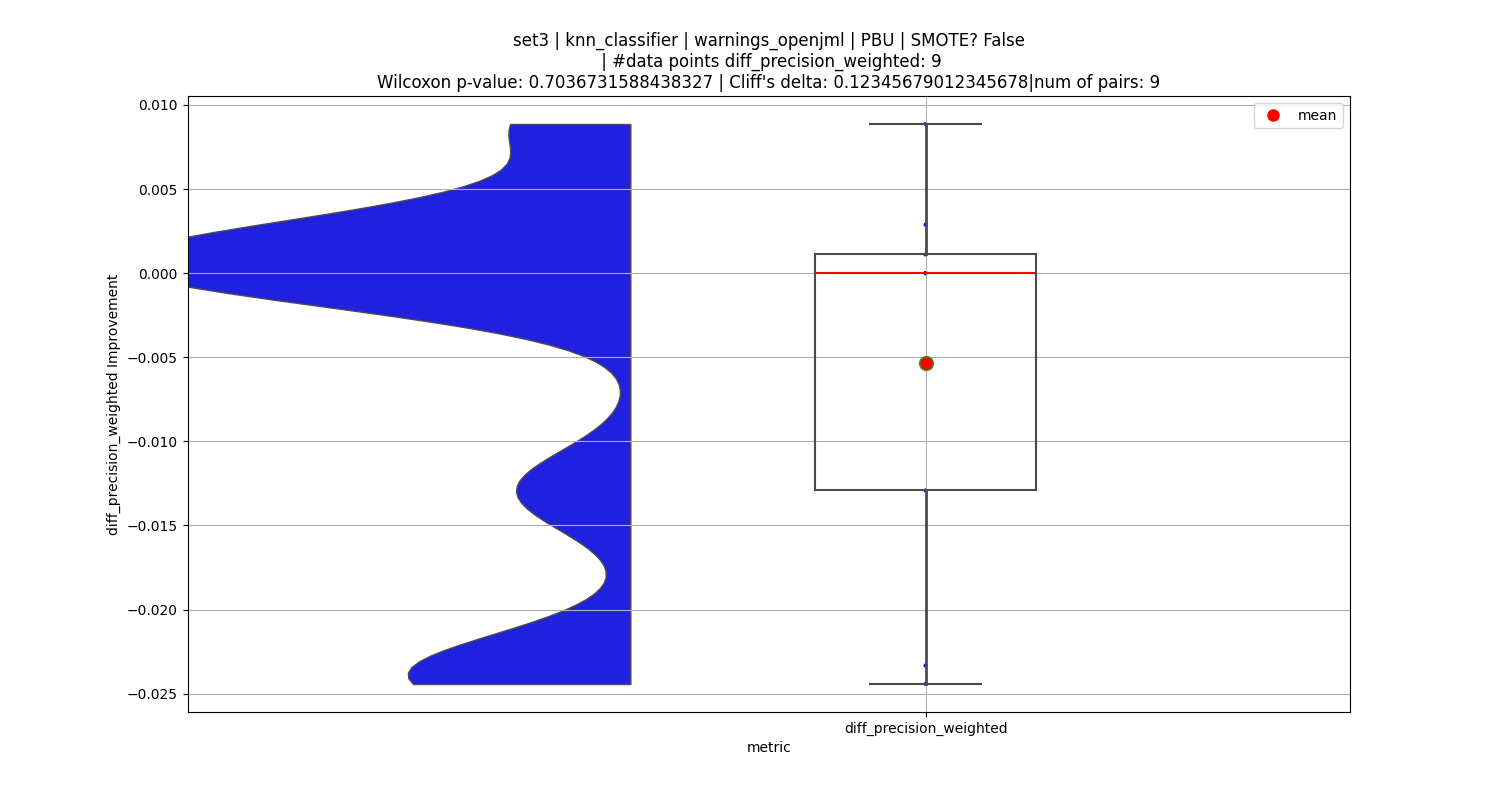 set3 | knn_classifier | warnings_openjml | PBU | SMOTE? False
| #data points diff_precision_weighted: 9
Wilcoxon p-value: 0.7036731588438327 | Cliff's delta: 0.12345679012345678|num of pairs: 9
mean
0.010
0.005
0.000
−0.005
−0.010
−0.015
−0.020
−0.025
diff_precision_weighted Improvement
diff_precision_weighted
metric